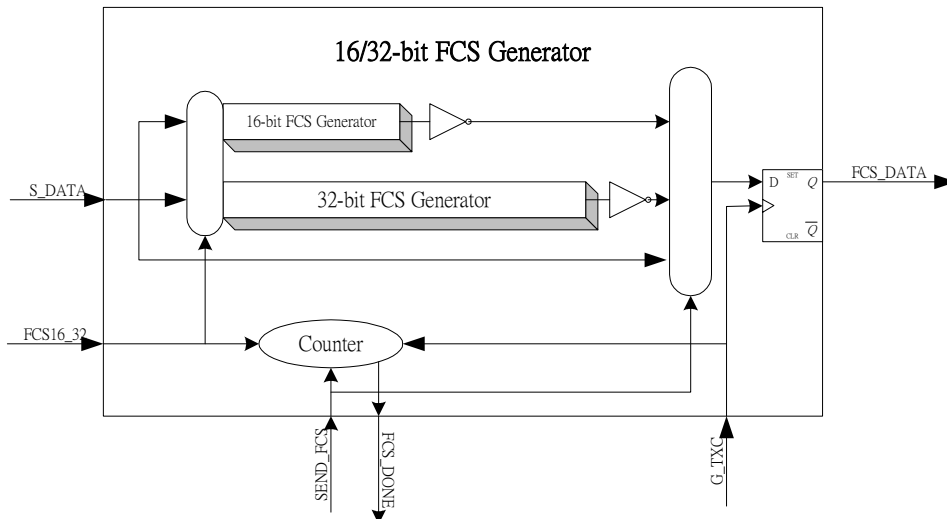 16/32-bit FCS Generator
16-bit FCS Generator
S_DATA
32-bit FCS Generator
D
SET
Q
CLR
Q
FCS_DATA
FCS16_32
Counter
SEND_FCS
FCS_DONE
G_TXC